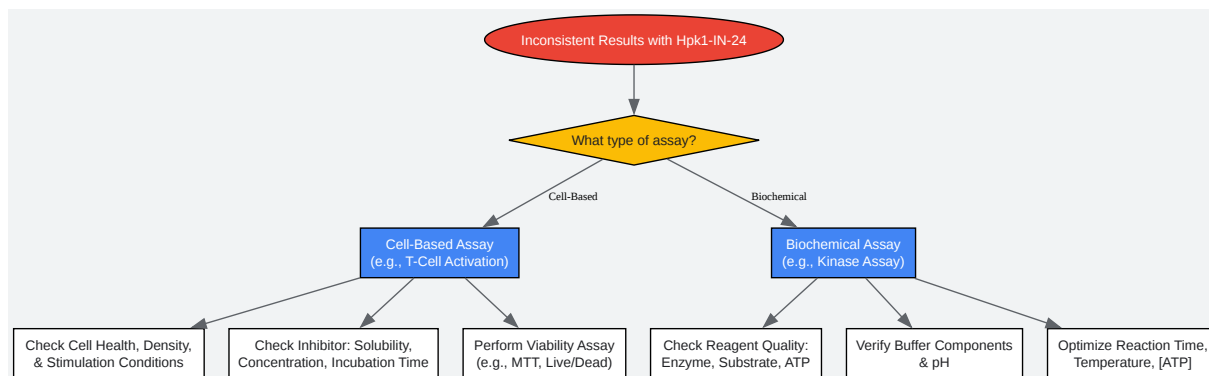 Inconsistent Results with Hpk1-IN-24
What type of assay?
Cell-Based
Biochemical
Cell-Based Assay
(e.g., T-Cell Activation)
Biochemical Assay
(e.g., Kinase Assay)
Check Cell Health, Density,
& Stimulation Conditions
Check Inhibitor: Solubility,
Concentration, Incubation Time
Perform Viability Assay
(e.g., MTT, Live/Dead)
Check Reagent Quality:
Enzyme, Substrate, ATP
Verify Buffer Components
& pH
Optimize Reaction Time,
Temperature, [ATP]